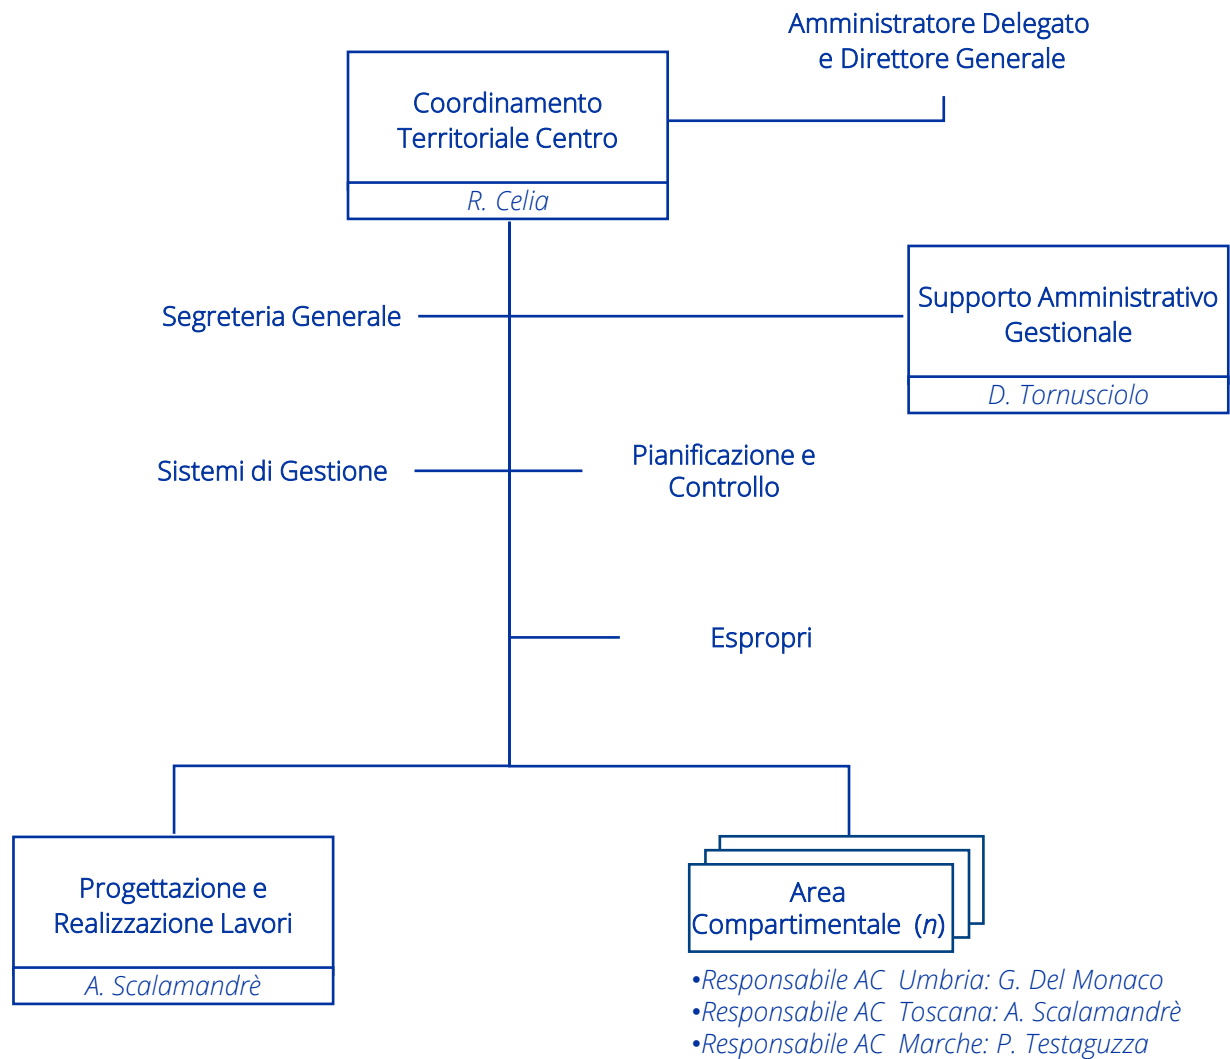 Amministratore Delegato
e Direttore Generale
Coordinamento
Territoriale Centro
R. Celia
Segreteria Generale
Supporto Amministrativo
Gestionale
D. Tornusciolo
Sistemi di Gestione
Pianificazione e
Controllo
Espropri
Progettazione e
Realizzazione Lavori
A. Scalamandrè
Area
Compartimentale (n)
•Responsabile AC Umbria: G. Del Monaco
•Responsabile AC Toscana: A. Scalamandrè
•Responsabile AC Marche: P. Testaguzza